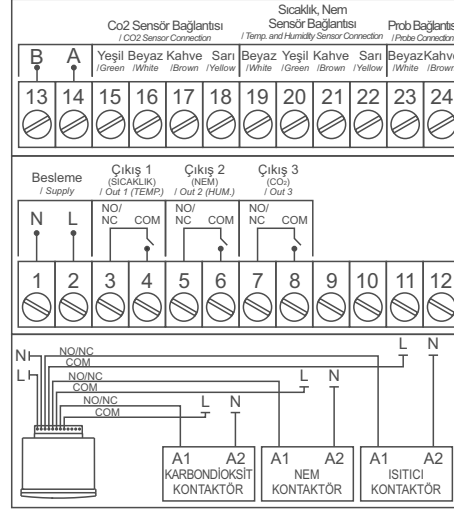 Co2 Sensör Bağlantısı
/ CO2 Sensor Connection
Sıcaklık, Nem
Sensör Bağlantısı
/ Temp. and Humidity Sensor Connection
Prob Bağlantıs
/ Probe Connection
B A Yeşil Beyaz Kahve Sarı Beyaz Yeşil Kahve Sarı Beyaz Kahve
/Green /White /Brown /Yellow /White /Green /Brown /Yellow /White /Brown
13 14 15 16 17 18 19 20 21 22 23 24
Besleme
/ Supply
Çıkış 1
(SICAKLIK)
/ Out 1 (TEMP.)
Çıkış 2
(NEM)
/ Out 2 (HUM.)
Çıkış 3
(CO₂)
/ Out 3
N L NO/
NC COM NO/
NC COM NO/
NC COM
1 2 3 4 5 6 7 8 9 10 11 12
N
L
NO/NC
COM
NO/NC
COM
NO/NC
COM
L N
L N
L N
A1 A2
KARBONDİOKSİT
KONTAKTÖR
A1 A2
NEM
KONTAKTÖR
A1 A2
ISITICI
KONTAKTÖR